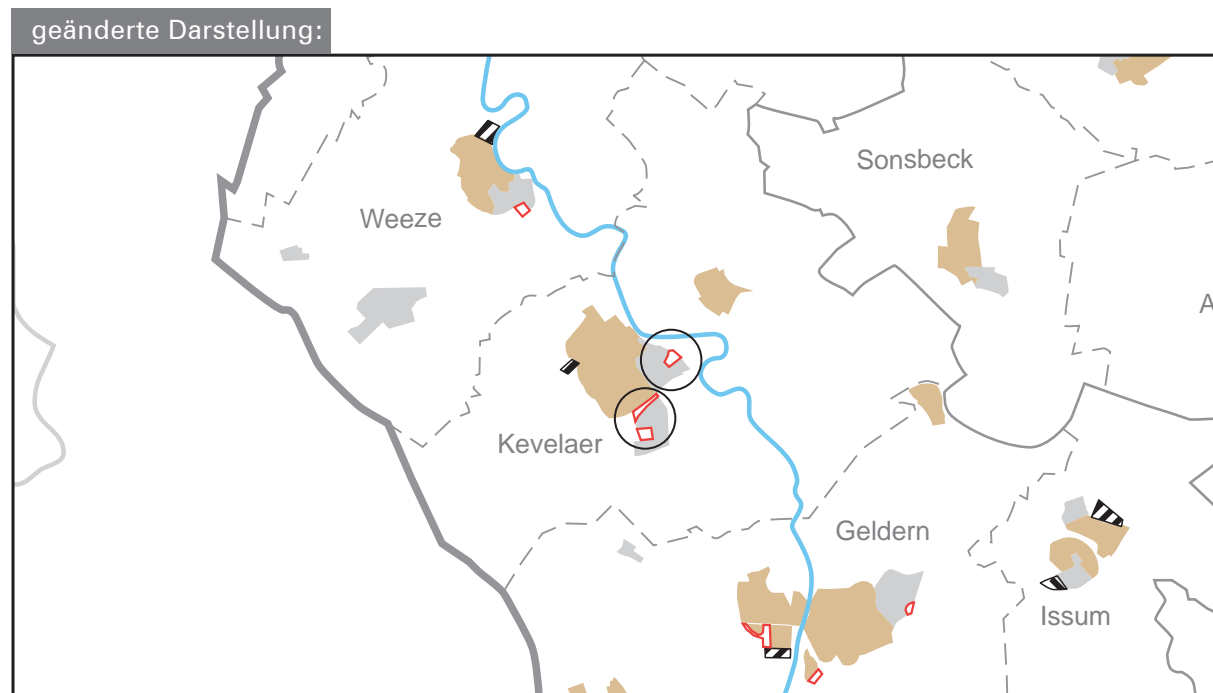 geänderte Darstellung:
Sonsbeck
Weeze
A
Kevelaer
Geldern
Issum